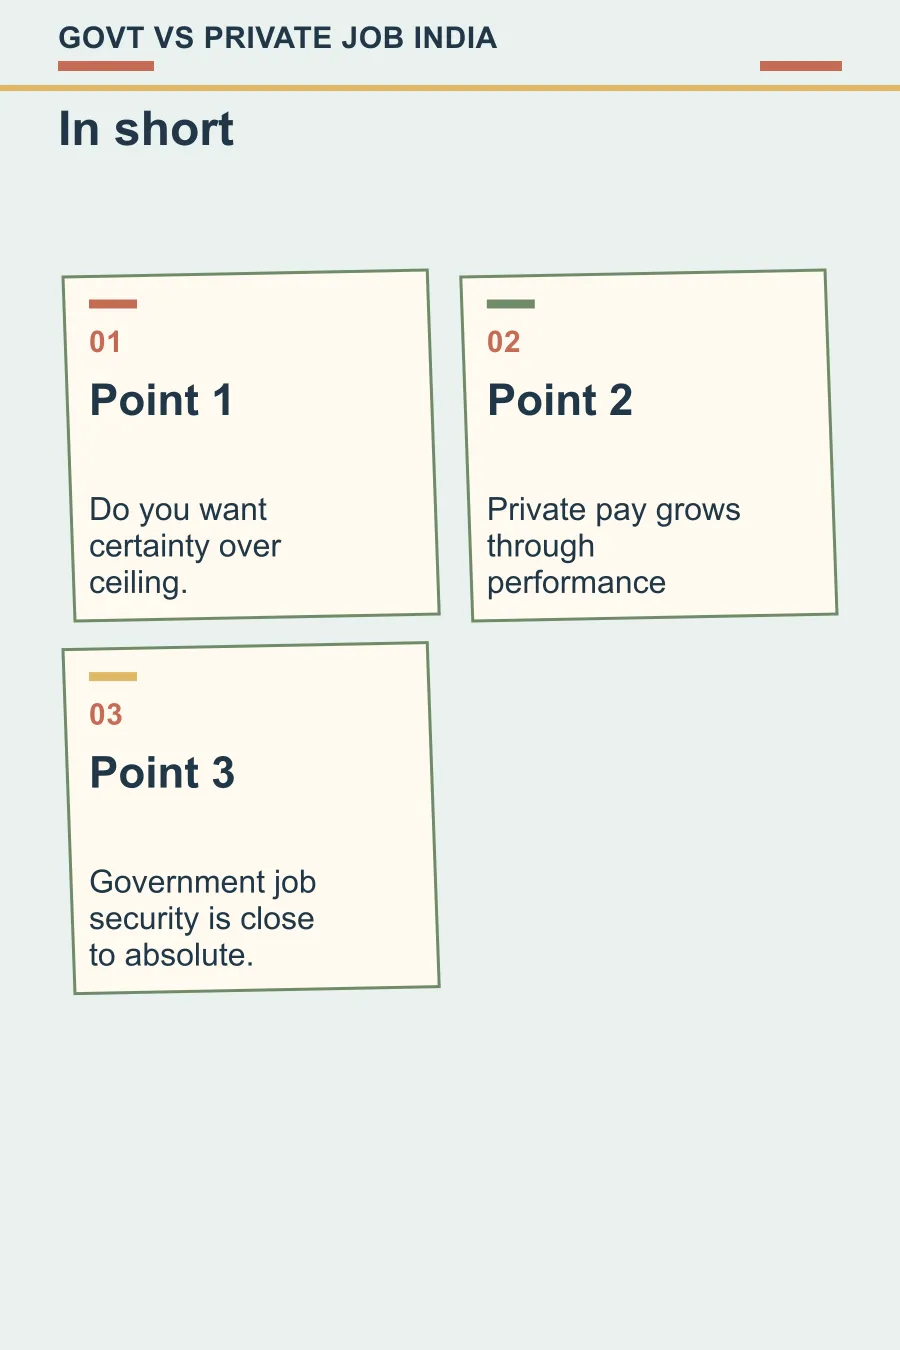 GOVT VS PRIVATE JOB INDIA
In short
01
Point 1
Do you want
certainty over
ceiling.
02
Point 2
Private pay grows
through
performance
03
Point 3
Government job
security is close
to absolute.